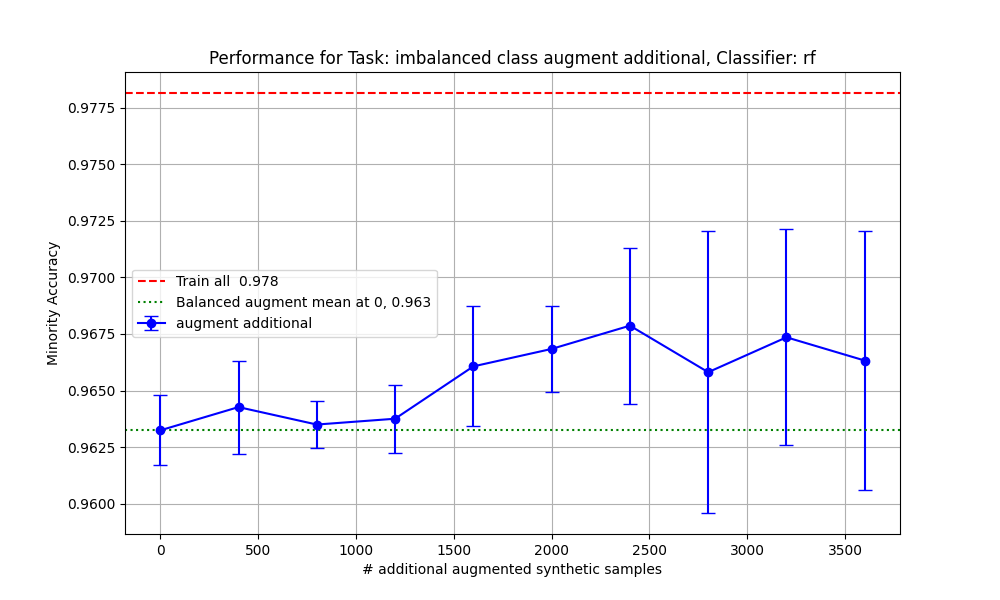 Performance for Task: imbalanced class augment additional, Classifier: rf
Minority Accuracy
0.9775
0.9750
0.9725
0.9700
0.9675
0.9650
0.9625
0.9600
Train all  0.978
Balanced augment mean at 0, 0.963
augment additional
0 500 1000 1500 2000 2500 3000 3500
# additional augmented synthetic samples